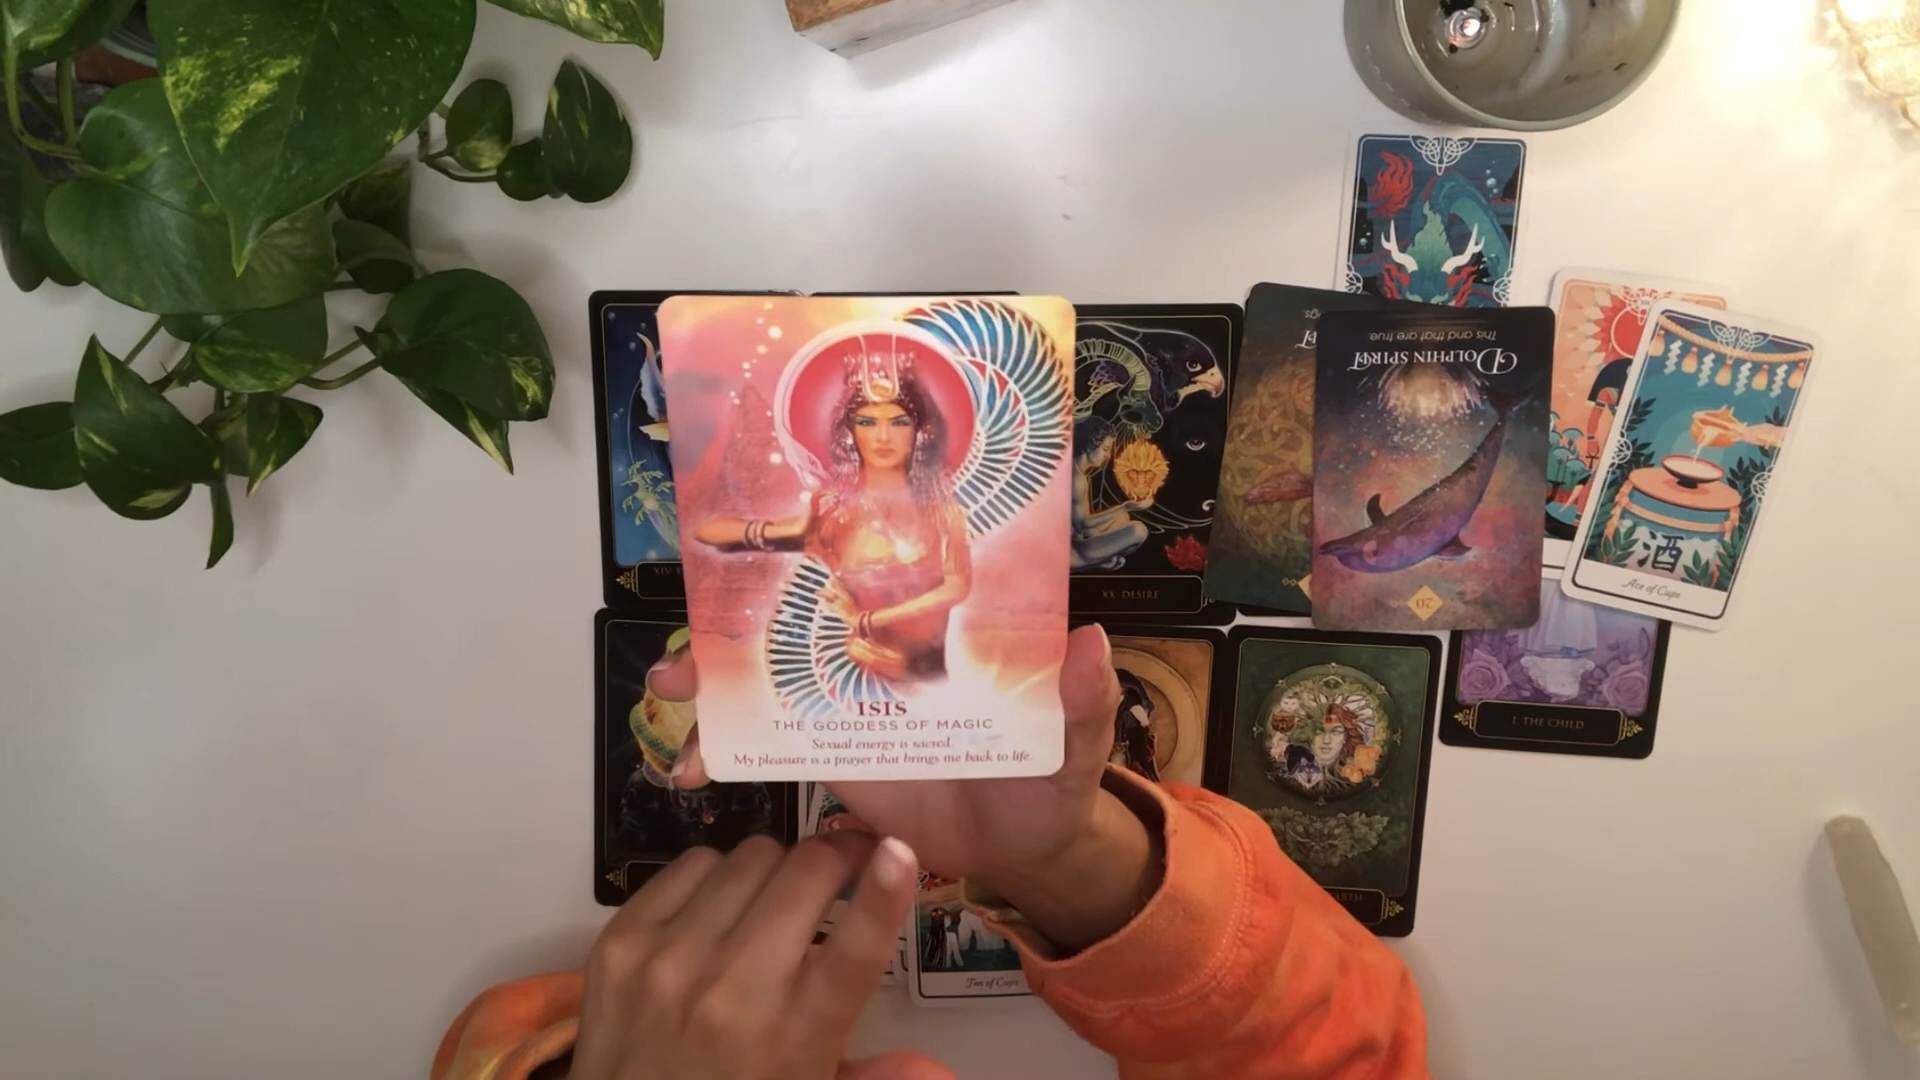 ISIS
THE GODDESS OF MAGIC
Sexual energy is sacred.
My pleasure is a prayer that brings me back to life.
This and that are true.
DOLPHIN SPIRIT
20
XIV
XX DESIRE
酒
Ace of Cups
I. THE CHILD
Ten of Cups